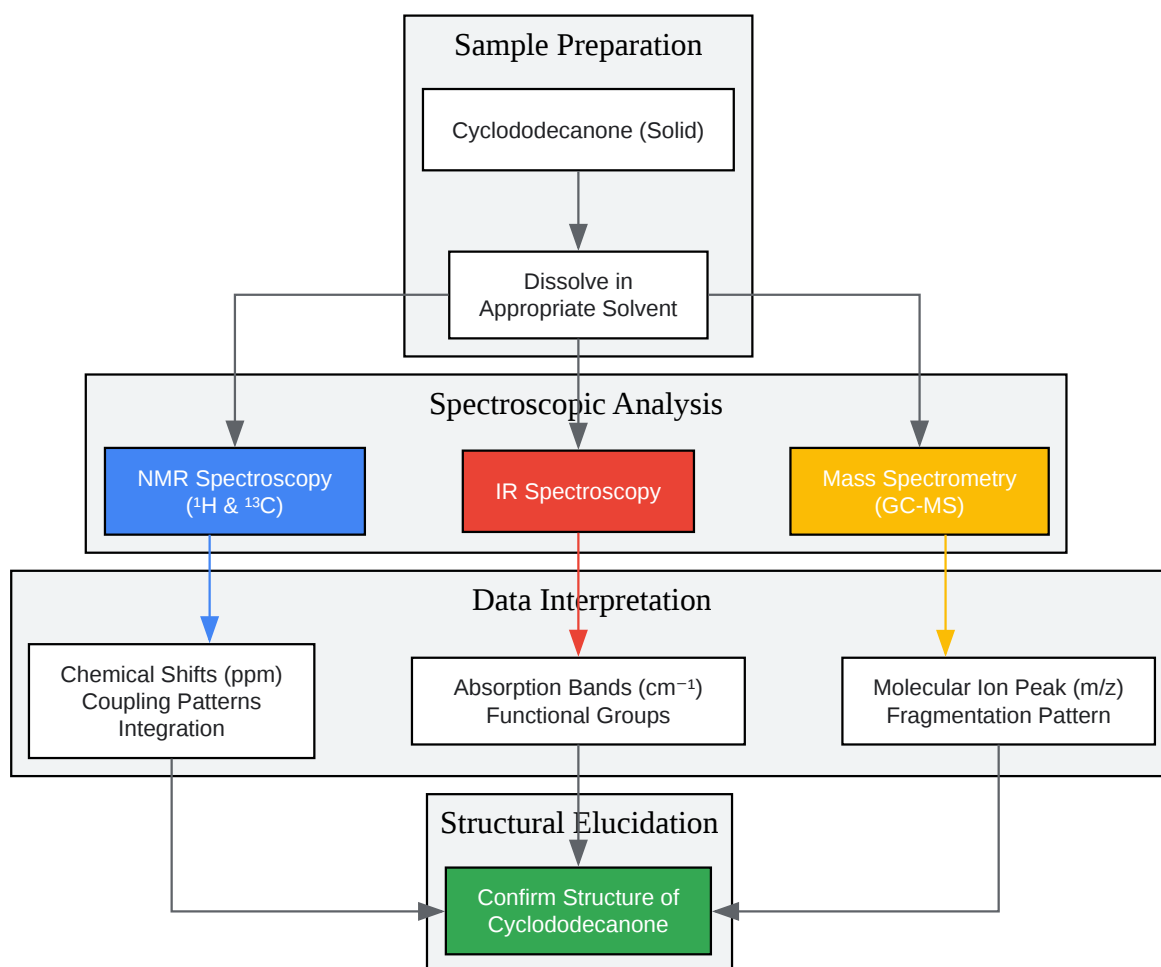 Sample Preparation
Cyclododecanone (Solid)
Dissolve in
Appropriate Solvent
Spectroscopic Analysis
NMR Spectroscopy
(¹H & ¹³C)
IR Spectroscopy
Mass Spectrometry
(GC-MS)
Data Interpretation
Chemical Shifts (ppm)
Coupling Patterns
Integration
Absorption Bands (cm⁻¹)
Functional Groups
Molecular Ion Peak (m/z)
Fragmentation Pattern
Structural Elucidation
Confirm Structure of
Cyclododecanone